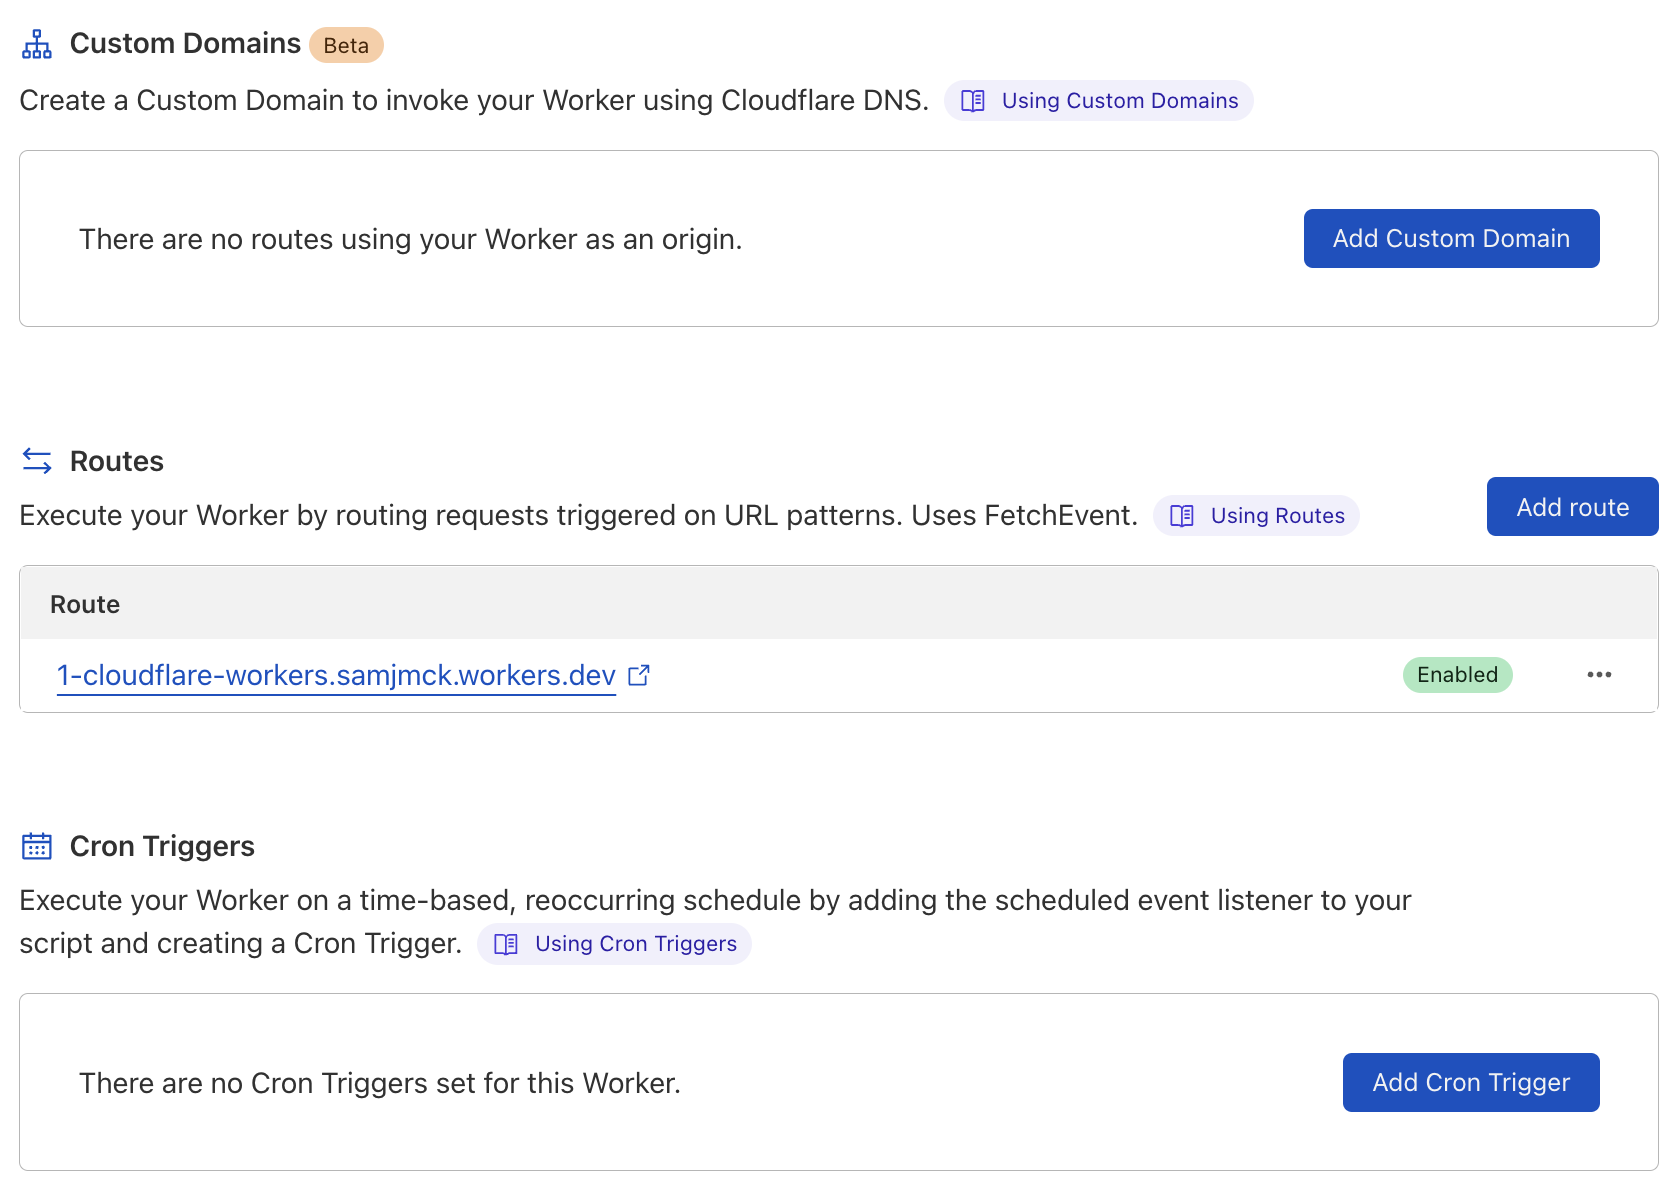 Custom Domains Beta
Create a Custom Domain to invoke your Worker using Cloudflare DNS. Using Custom Domains
There are no routes using your Worker as an origin. Add Custom Domain
Routes
Execute your Worker by routing requests triggered on URL patterns. Uses FetchEvent. Using Routes Add route
Route
1-cloudflare-workers.samjmck.workers.dev Enabled
Cron Triggers
Execute your Worker on a time-based, reoccurring schedule by adding the scheduled event listener to your
script and creating a Cron Trigger. Using Cron Triggers
There are no Cron Triggers set for this Worker. Add Cron Trigger